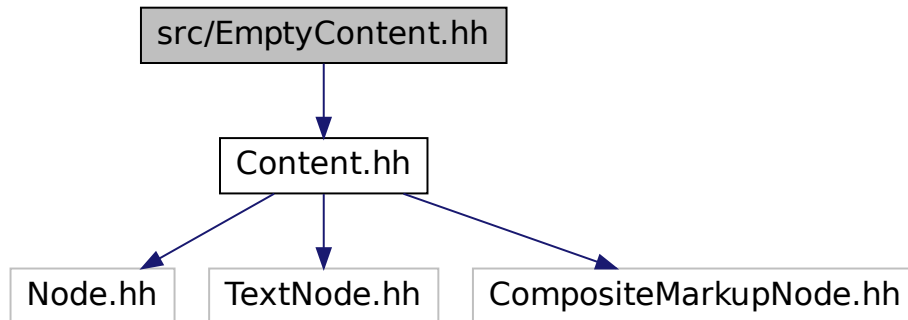 src/EmptyContent.hh
Content.hh
Node.hh
TextNode.hh
CompositeMarkupNode.hh